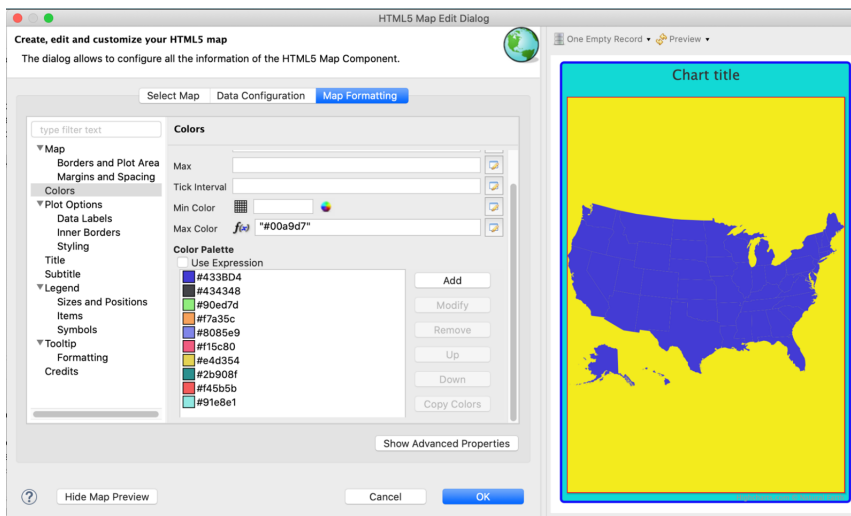 HTML5 Map Edit Dialog
Create, edit and customize your HTML5 map
The dialog allows to configure all the information of the HTML5 Map Component.
Select Map Data Configuration Map Formatting
type filter text
Map
Borders and Plot Area
Margins and Spacing
Colors
Plot Options
Data Labels
Inner Borders
Styling
Title
Subtitle
Legend
Sizes and Positions
Items
Symbols
Tooltip
Formatting
Credits
Colors
Max
Tick Interval
Min Color
Max Color f(x) "#00a9d7"
Color Palette
Use Expression
#433BD4
#434348
#90ed7d
#f7a35c
#8085e9
#f15c80
#e4d354
#2b908f
#f45b5b
#91e8e1
Add
Modify
Remove
Up
Down
Copy Colors
Show Advanced Properties
? Hide Map Preview Cancel OK
One Empty Record Preview
Chart title